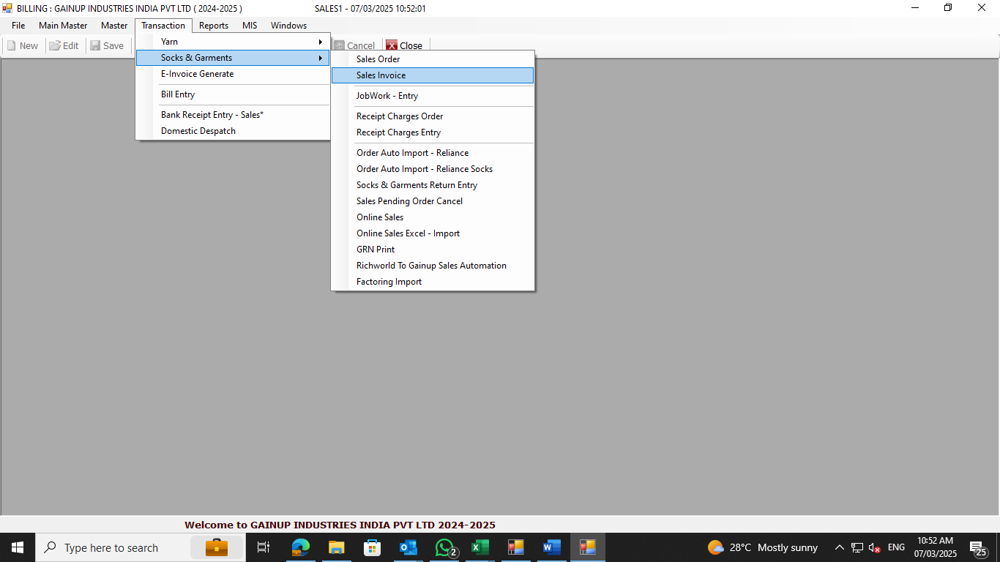 BILLING : GAINUP INDUSTRIES INDIA PVT LTD ( 2024-2025 ) SALES1 - 07/03/2025 10:52:01
File Main Master Master Transaction Reports MIS Windows
New Edit Save Cancel Close
Yarn
Socks & Garments
E-Invoice Generate
Bill Entry
Bank Receipt Entry - Sales*
Domestic Despatch
Sales Order
Sales Invoice
JobWork - Entry
Receipt Charges Order
Receipt Charges Entry
Order Auto Import - Reliance
Order Auto Import - Reliance Socks
Socks & Garments Return Entry
Sales Pending Order Cancel
Online Sales
Online Sales Excel - Import
GRN Print
Richworld To Gainup Sales Automation
Factoring Import
Welcome to GAINUP INDUSTRIES INDIA PVT LTD 2024-2025
Type here to search 2 28°C Mostly sunny ENG 10:52 AM
07/03/2025 25